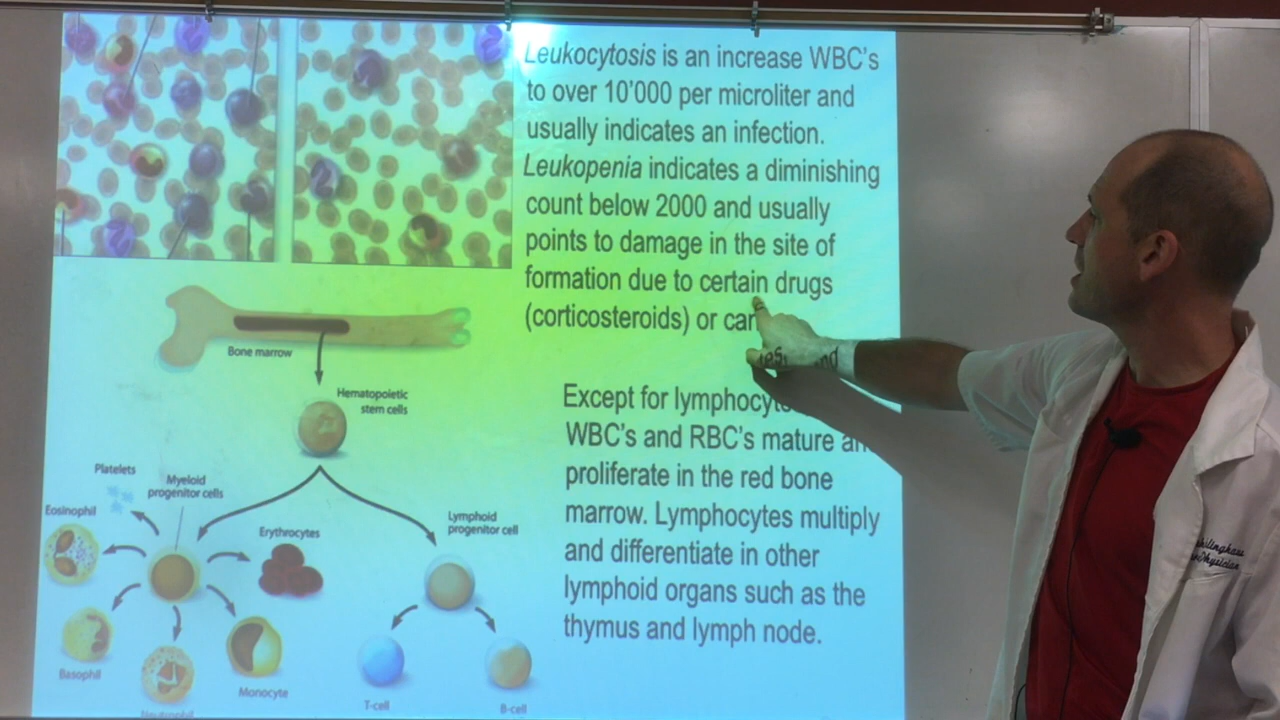 Leukocytosis is an increase WBC's
to over 10'000 per microliter and
usually indicates an infection.
Leukopenia indicates a diminishing
count below 2000 and usually
points to damage in the site of
formation due to certain drugs
(corticosteroids) or
Except for
WBC's and RBC's mature
proliferate in the red bone
marrow. Lymphocytes multiply
and differentiate in other
lymphoid organs such as the
thymus and lymph node.
Bone marrow
Hematopoietic
stem cells
Platelets
Myeloid
progenitor cells
Eosinophil
Erythrocytes
Lymphoid
progenitor cell
Basophil
Neutrophil
Monocyte
T-cell
B-cell
Physician